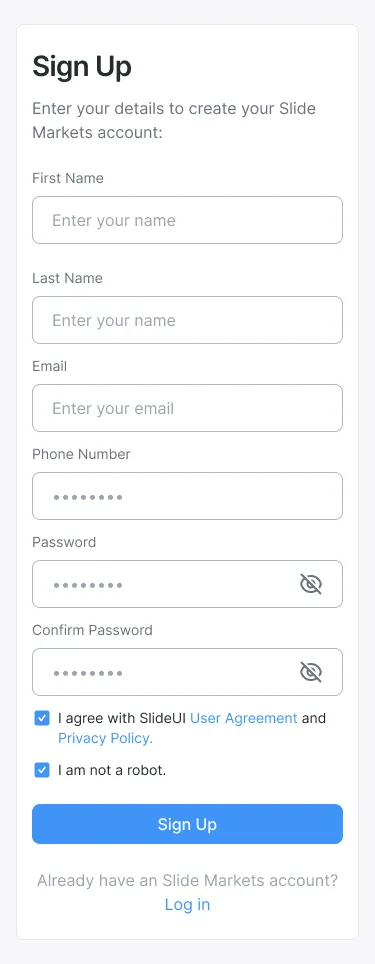 Sign Up
Enter your details to create your Slide
Markets account:
First Name
Enter your name
Last Name
Enter your name
Email
Enter your email
Phone Number
••••••••
Password
••••••••
Confirm Password
••••••••
I agree with SlideUI User Agreement and
Privacy Policy.
I am not a robot.
Sign Up
Already have an Slide Markets account?
Log in